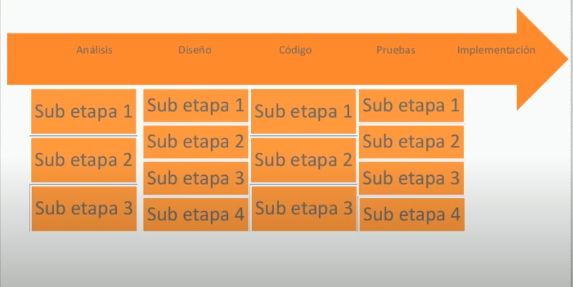 Análisis Diseño Código Pruebas Implementación
Sub etapa 1 Sub etapa 1 Sub etapa 1 Sub etapa 1
Sub etapa 2 Sub etapa 2 Sub etapa 2 Sub etapa 2
Sub etapa 3 Sub etapa 3 Sub etapa 3 Sub etapa 3
Sub etapa 4 Sub etapa 4